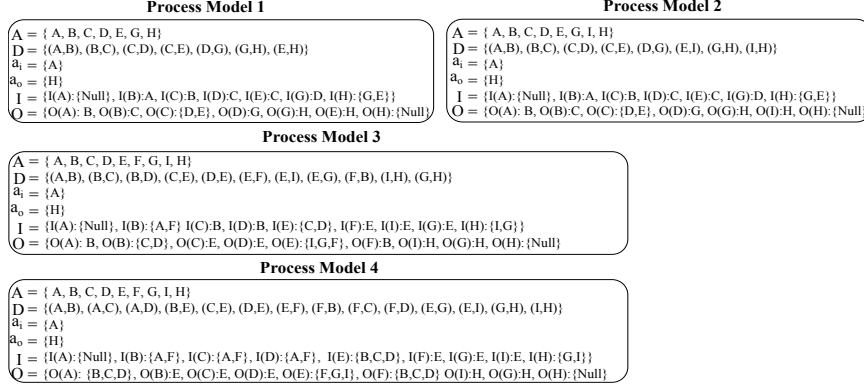 Process Model 1
A = { A, B, C, D, E, G, H}
D = {(A,B), (B,C), (C,D), (C,E), (D,G), (G,H), (E,H)}
ai = {A}
ao = {H}
I = {I(A):{Null}, I(B):A, I(C):B, I(D):C, I(E):C, I(G):D, I(H):{G,E}}
O = {O(A): B, O(B):C, O(C):{D,E}, O(D):G, O(G):H, O(E):H, O(H):{Null}
Process Model 2
A = { A, B, C, D, E, G, I, H}
D = {(A,B), (B,C), (C,D), (C,E), (D,G), (E,I), (G,H), (I,H)}
ai = {A}
ao = {H}
I = {I(A):{Null}, I(B):A, I(C):B, I(D):C, I(E):C, I(G):D, I(H):{G,E}}
O = {O(A): B, O(B):C, O(C):{D,E}, O(D):G, O(G):H, O(I):H, O(H):{Null}
Process Model 3
A = { A, B, C, D, E, F, G, I, H}
D = {(A,B), (B,C), (B,D), (C,E), (D,E), (E,F), (E,I), (E,G), (F,B), (I,H), (G,H)}
ai = {A}
ao = {H}
I = {I(A):{Null}, I(B):{A,F} I(C):B, I(D):B, I(E):{C,D}, I(F):E, I(I):E, I(G):E, I(H):{I,G}}
O = {O(A): B, O(B):{C,D}, O(C):E, O(D):E, O(E):{I,G,F}, O(F):B, O(I):H, O(G):H, O(H):{Null}
Process Model 4
A = { A, B, C, D, E, F, G, I, H}
D = {(A,B), (A,C), (A,D), (B,E), (C,E), (D,E), (E,F), (F,B), (F,C), (F,D), (E,G), (E,I), (G,H), (I,H)}
ai = {A}
ao = {H}
I = {I(A):{Null}, I(B):{A,F}, I(C):{A,F}, I(D):{A,F}, I(E):{B,C,D}, I(F):E, I(G):E, I(I):E, I(H):{G,I}}
O = {O(A): {B,C,D}, O(B):E, O(C):E, O(D):E, O(E):{F,G,I}, O(F):{B,C,D} O(I):H, O(G):H, O(H):{Null}